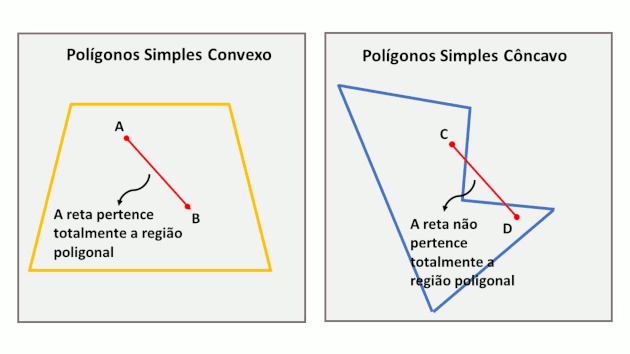 Polígonos Simples Convexo
A
B
A reta pertence
totalmente a região
poligonal
Polígonos Simples Côncavo
C
D
A reta não
pertence
totalmente a
região poligonal